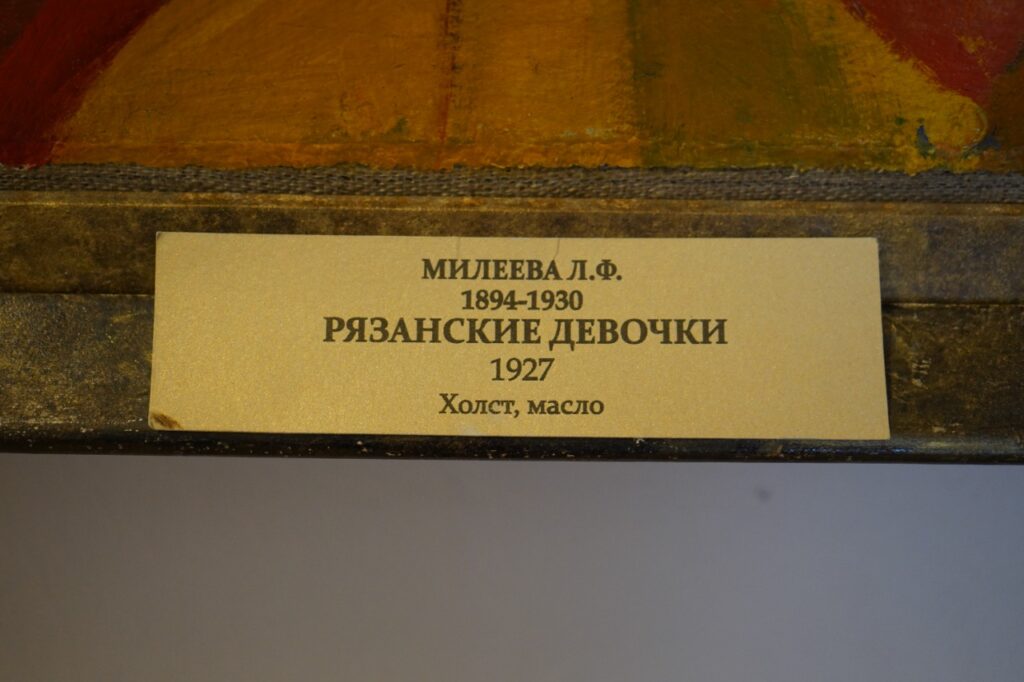 МИЛЕЕВА Л.Ф.
1894-1930
РЯЗАНСКИЕ ДЕВОЧКИ
1927
Холст, масло